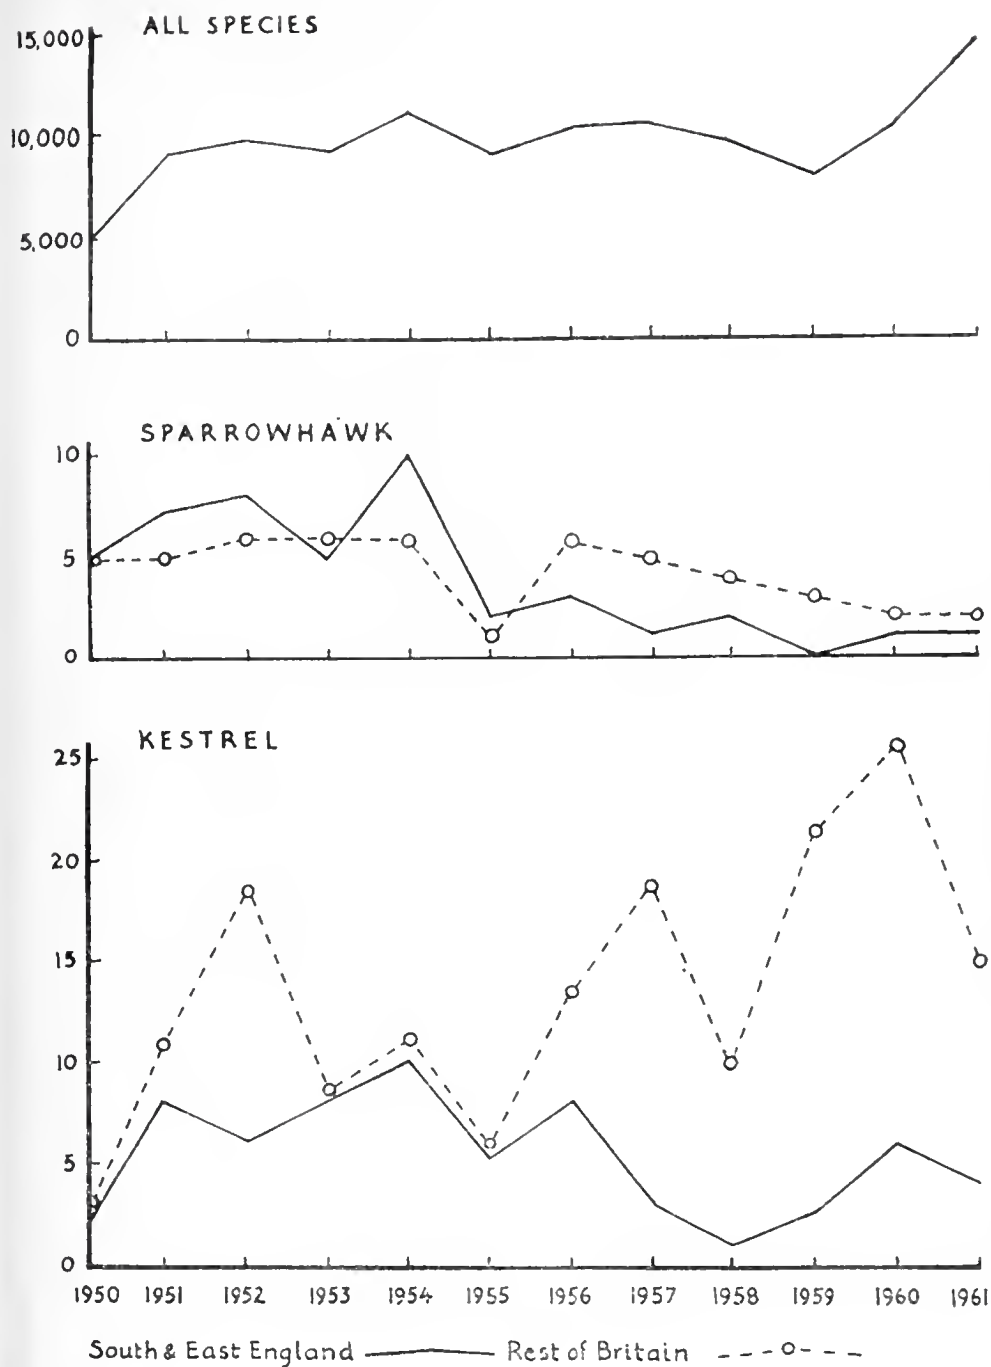 ALL SPECIES
15,000
10,000
5,000
0
SPARROWHAWK
10
5
0
KESTREL
25
20
15
10
5
0
1950 1951 1952 1953 1954 1955 1956 1957 1958 1959 1960 1961
South & East England Rest of Britain